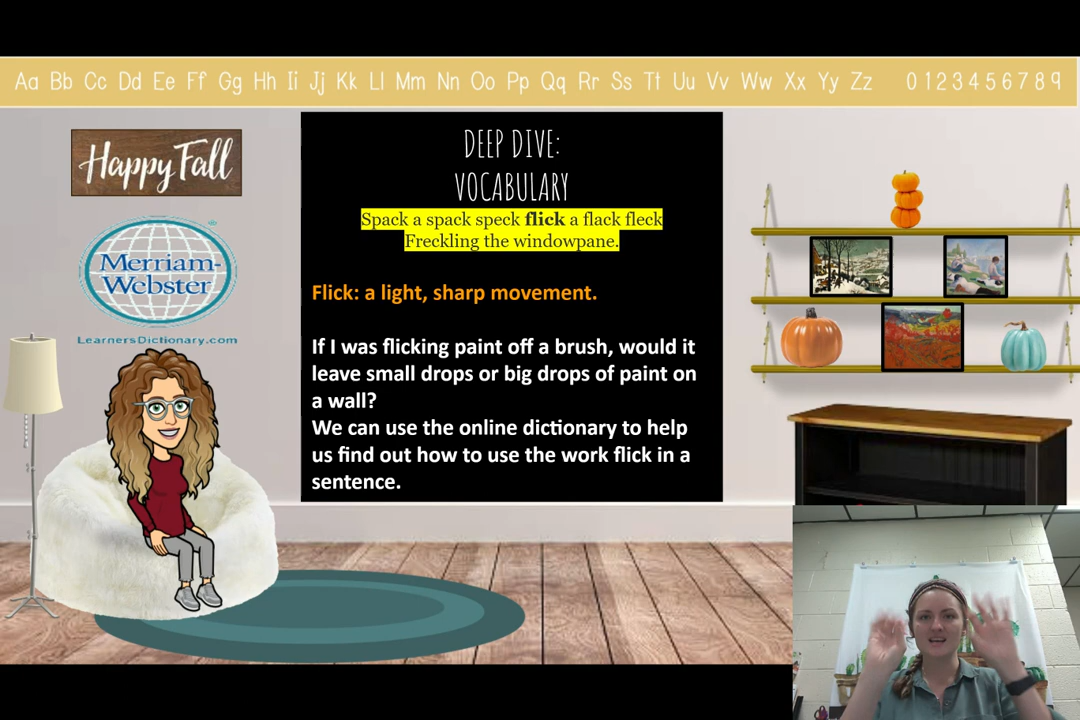 Aa Bb Cc Dd Ee Ff Gg Hh Ii Jj Kk Ll Mm Nn Oo Pp Qq Rr Ss Tt Uu Vv Ww Xx Yy Zz 0 1 2 3 4 5 6 7 8 9
Happy Fall
Merriam-
Webster
®
LearnersDictionary.com
DEEP DIVE:
VOCABULARY
Spack a spack speck flick a flack fleck
Freckling the windowpane.
Flick: a light, sharp movement.
If I was flicking paint off a brush, would it
leave small drops or big drops of paint on
a wall?
We can use the online dictionary to help
us find out how to use the work flick in a
sentence.